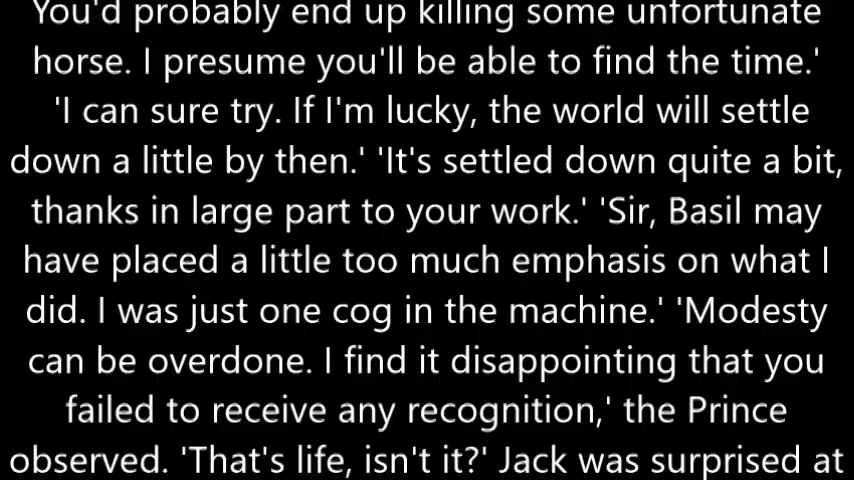 You'd probably end up killing some unfortunate
horse. I presume you'll be able to find the time.'
'I can sure try. If I'm lucky, the world will settle
down a little by then.' 'It's settled down quite a bit,
thanks in large part to your work.' 'Sir, Basil may
have placed a little too much emphasis on what I
did. I was just one cog in the machine.' 'Modesty
can be overdone. I find it disappointing that you
failed to receive any recognition,' the Prince
observed. 'That's life, isn't it?' Jack was surprised at